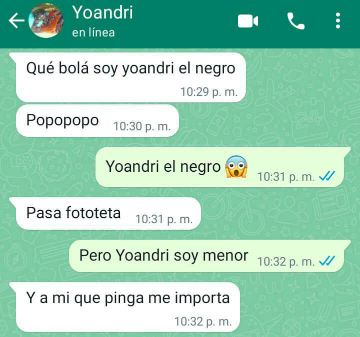 Yoandri
en línea
Qué bolá soy yoandri el negro
10:29 p. m.
Popopopo 10:30 p. m.
Yoandri el negro 😱 10:31 p. m.
Pasa fototeta 10:31 p. m.
Pero Yoandri soy menor 10:32 p. m.
Y a mi que pinga me importa
10:32 p. m.